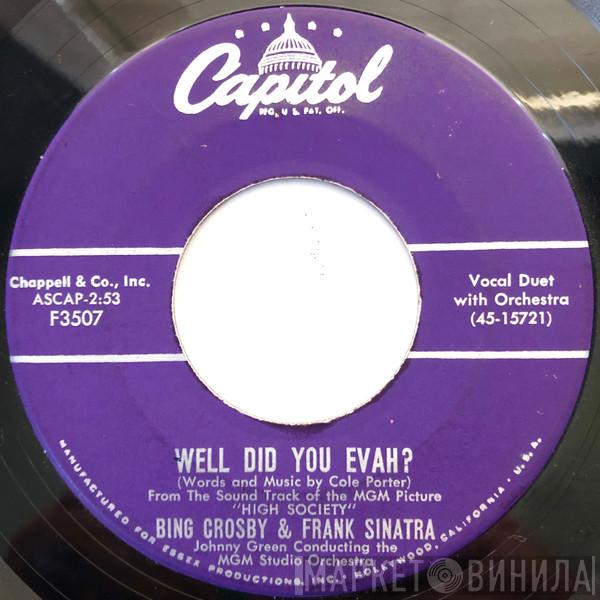 Capitol
REG. U. S. PAT. OFF.
Chappell & Co., Inc.
ASCAP-2:53
F3507
Vocal Duet
with Orchestra
(45-15721)
WELL DID YOU EVAH?
(Words and Music by Cole Porter)
From The Sound Track of the MGM Picture
"HIGH SOCIETY"
BING CROSBY & FRANK SINATRA
Johnny Green Conducting the
MGM Studio Orchestra
MANUFACTURED FOR ESSEX PRODUCTIONS, INC., HOLLYWOOD, CALIFORNIA · U.S.A.
МАРКЕТ ВИНИЛА